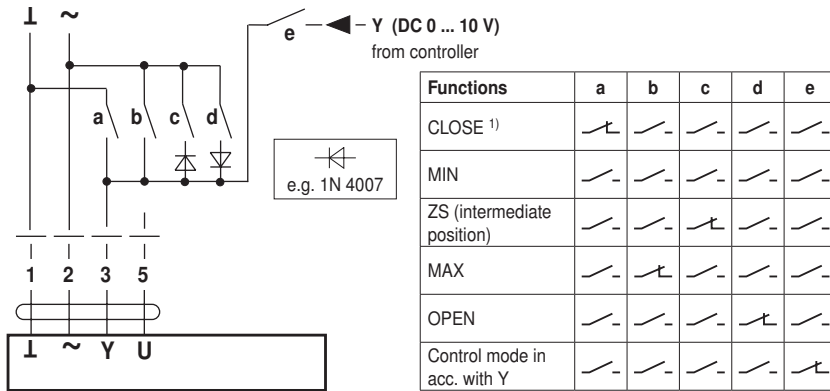 ⊥ ~
e
Y (DC 0 ... 10 V)
from controller
a b c d
e.g. 1N 4007
1 2 3 5
⊥ ~ Y U
Functions a b c d e
CLOSE 1)
MIN
ZS (intermediate
position)
MAX
OPEN
Control mode in
acc. with Y